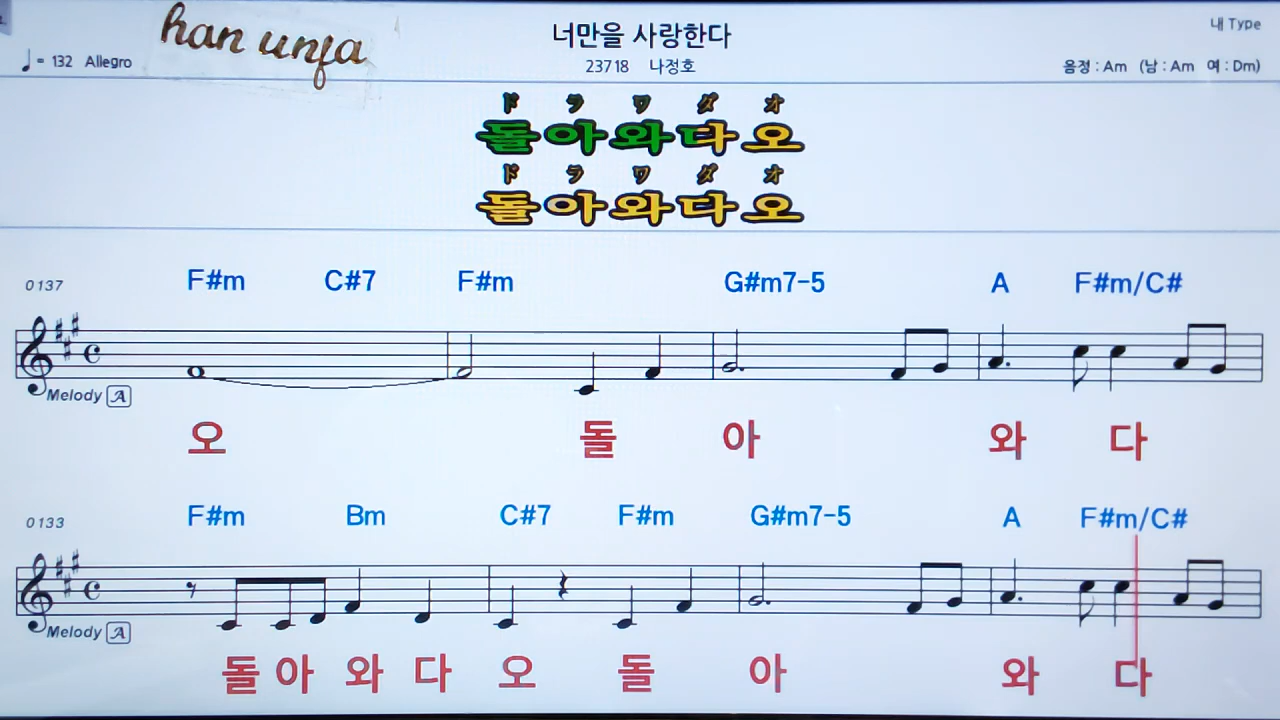 han unfa
너만을 사랑한다
내 Type
♩= 132 Allegro
23718 나정호
음정 : Am (남 : Am 여 : Dm)
ド ラ ワ ダ オ
돌아와다오
ド ラ ワ ダ オ
돌아와다오
0137 F#m C#7 F#m G#m7-5 A F#m/C#
Melody A
오 돌 아 와 다
0133 F#m Bm C#7 F#m G#m7-5 A F#m/C#
Melody A
돌 아 와 다 오 돌 아 와 다